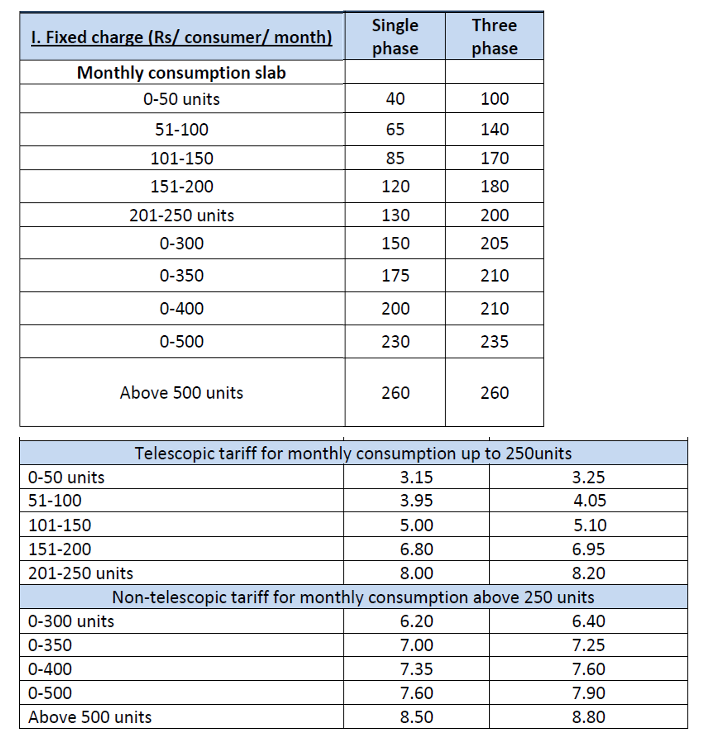 I. Fixed charge (Rs/ consumer/ month) Single phase Three phase
Monthly consumption slab
0-50 units 40 100
51-100 65 140
101-150 85 170
151-200 120 180
201-250 units 130 200
0-300 150 205
0-350 175 210
0-400 200 210
0-500 230 235
Above 500 units 260 260
Telescopic tariff for monthly consumption up to 250units
0-50 units 3.15 3.25
51-100 3.95 4.05
101-150 5.00 5.10
151-200 6.80 6.95
201-250 units 8.00 8.20
Non-telescopic tariff for monthly consumption above 250 units
0-300 units 6.20 6.40
0-350 7.00 7.25
0-400 7.35 7.60
0-500 7.60 7.90
Above 500 units 8.50 8.80